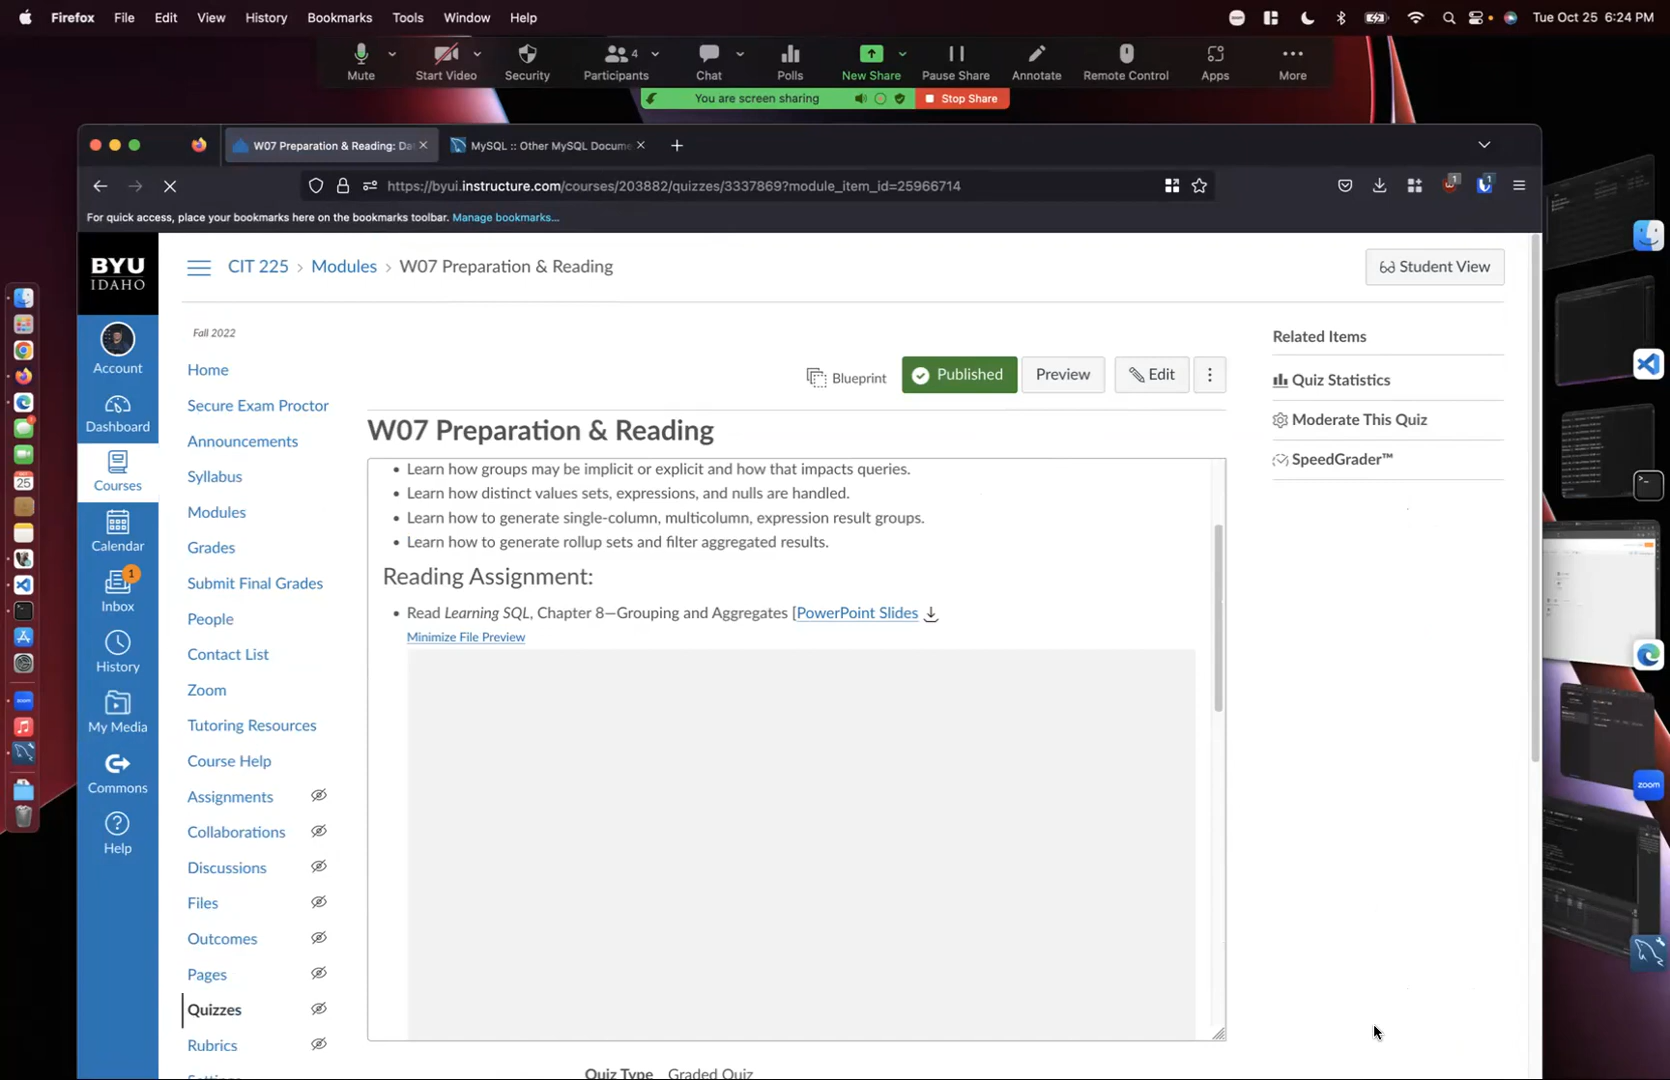 Firefox File Edit View History Bookmarks Tools Window Help Tue Oct 25 6:24 PM
Mute Start Video Security Participants 4 Chat Polls New Share Pause Share Annotate Remote Control Apps More
You are screen sharing Stop Share
W07 Preparation & Reading: Da MySQL :: Other MySQL Docume
https://byui.instructure.com/courses/203882/quizzes/3337869?module_item_id=25966714
1 1
For quick access, place your bookmarks here on the bookmarks toolbar. Manage bookmarks...
BYU
IDAHO
CIT 225 › Modules › W07 Preparation & Reading
Student View
Account
Dashboard
Courses
Calendar
1
Inbox
History
My Media
Commons
Help
Fall 2022
Home
Secure Exam Proctor
Announcements
Syllabus
Modules
Grades
Submit Final Grades
People
Contact List
Zoom
Tutoring Resources
Course Help
Assignments
Collaborations
Discussions
Files
Outcomes
Pages
Quizzes
Rubrics
Blueprint Published Preview Edit
W07 Preparation & Reading
• Learn how groups may be implicit or explicit and how that impacts queries.
• Learn how distinct values sets, expressions, and nulls are handled.
• Learn how to generate single-column, multicolumn, expression result groups.
• Learn how to generate rollup sets and filter aggregated results.
Reading Assignment:
• Read Learning SQL, Chapter 8—Grouping and Aggregates [PowerPoint Slides
Minimize File Preview
Quiz Type Graded Quiz
Related Items
Quiz Statistics
Moderate This Quiz
SpeedGrader™
25
zoom